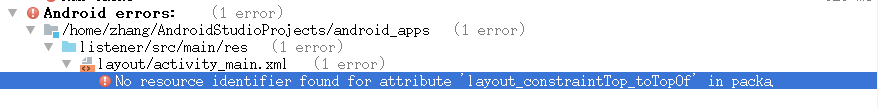 Android errors: (1 error)
/home/zhang/AndroidStudioProjects/android_apps (1 error)
listener/src/main/res (1 error)
layout/activity_main.xml (1 error)
No resource identifier found for attribute 'layout_constraintTop_toTopOf' in packa